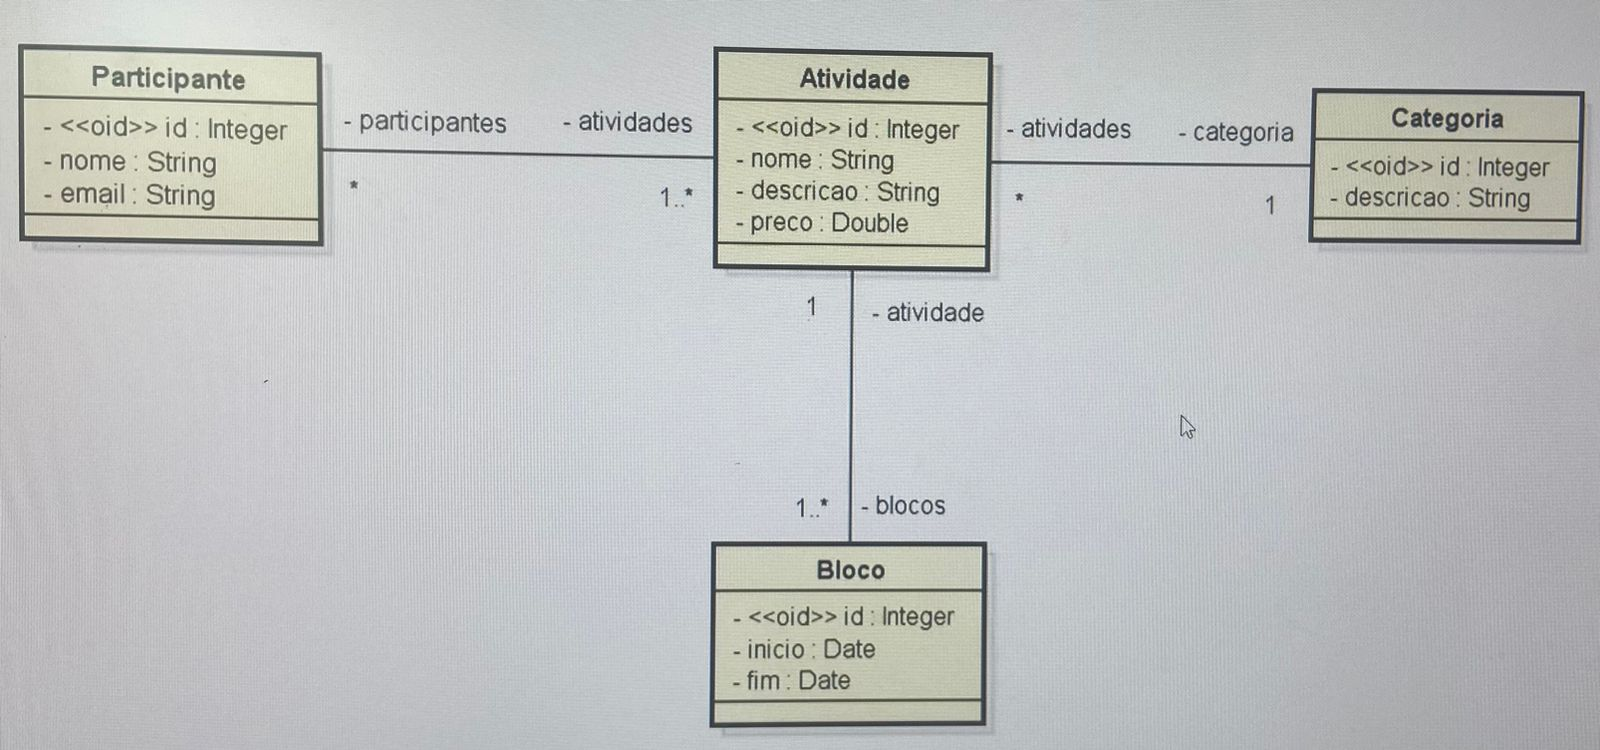 Participante
- <<oid>> id : Integer
- nome : String
- email : String
- participantes
- atividades
*
1..*
Atividade
- <<oid>> id : Integer
- nome : String
- descricao : String
- preco : Double
- atividades
- categoria
*
1
Categoria
- <<oid>> id : Integer
- descricao : String
1
- atividade
1..*
- blocos
Bloco
- <<oid>> id : Integer
- inicio : Date
- fim : Date